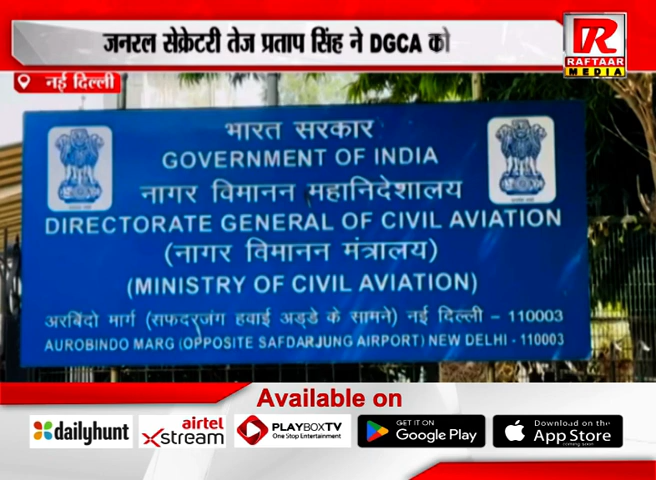 जनरल सेक्रेटरी तेज प्रताप सिंह ने DGCA को
R
RAFTAAR
MEDIA
नई दिल्ली
भारत सरकार
GOVERNMENT OF INDIA
नागर विमानन महानिदेशालय
DIRECTORATE GENERAL OF CIVIL AVIATION
(नागर विमानन मंत्रालय)
(MINISTRY OF CIVIL AVIATION)
अरबिंदो मार्ग (सफदरजंग हवाई अड्डे के सामने) नई दिल्ली - 110003
AUROBINDO MARG (OPPOSITE SAFDARJUNG AIRPORT) NEW DELHI - 110003
Available on
dailyhunt
airtel
Xstream
PLAYBOXTV
One Stop Entertainment
GET IT ON
Google Play
Download on the
App Store
coming soon